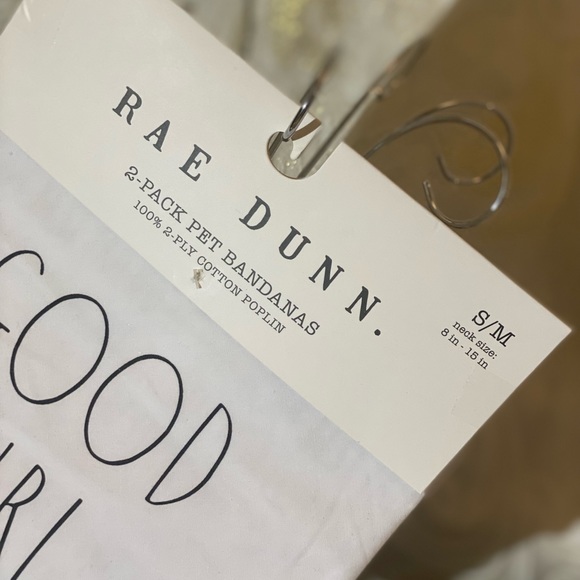 RAE DUNN.
2-PACK PET BANDANAS
100% 2-PLY COTTON POPLIN
S/M
neck size:
8 in - 15 in
GOOD